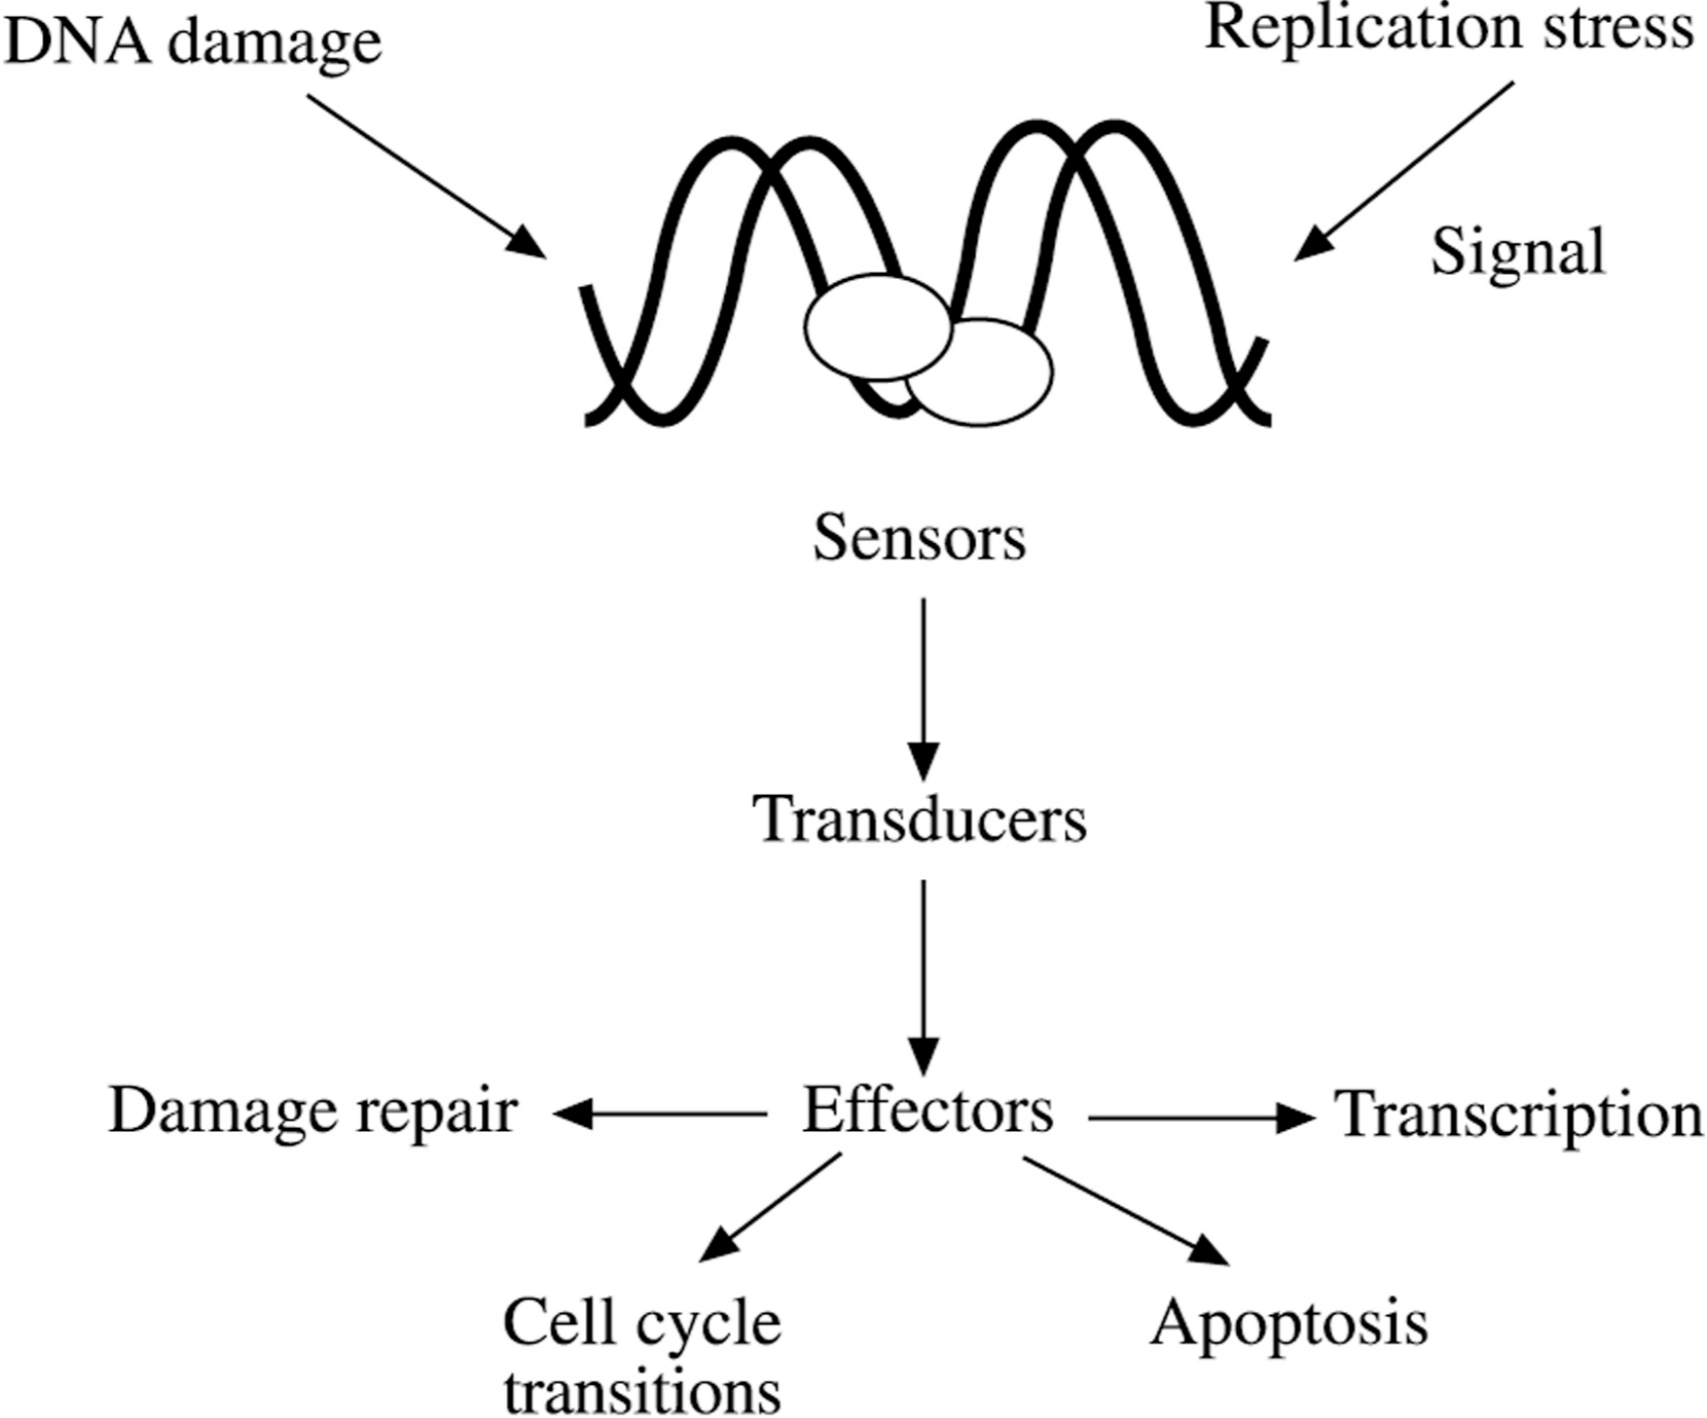 DNA damage
Replication stress
Signal
Sensors
Transducers
Damage repair
Effectors
Transcription
Cell cycle
transitions
Apoptosis